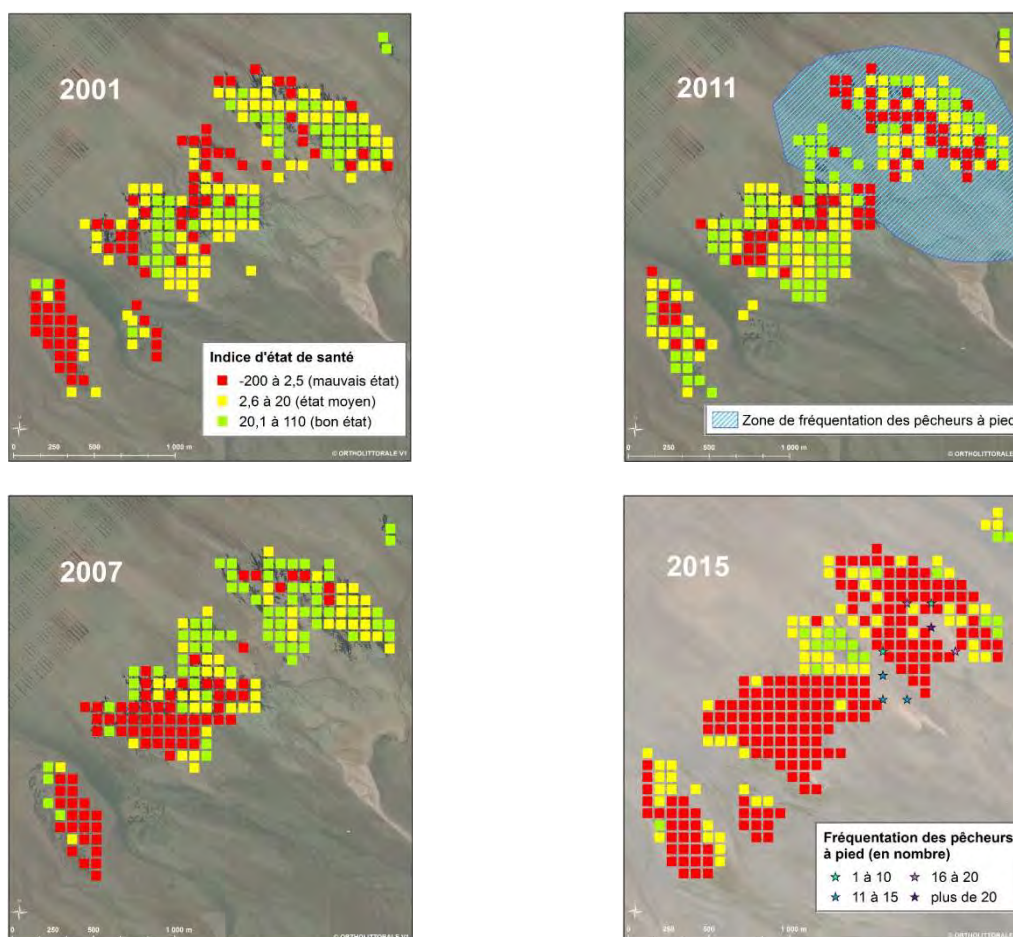 2001
Indice d'état de santé
-200 à 2,5 (mauvais état)
2,6 à 20 (état moyen)
20,1 à 110 (bon état)
0 250 500 1 000 m
© ORTHOLITTORALE V1
2011
Zone de fréquentation des pêcheurs à pied
0 250 500 1 000 m
© ORTHOLITTORALE
2007
0 250 500 1 000 m
© ORTHOLITTORALE V1
2015
Fréquentation des pêcheurs
à pied (en nombre)
1 à 10 16 à 20
11 à 15 plus de 20
0 250 500 1 000 m
© ORTHOLITTORALE